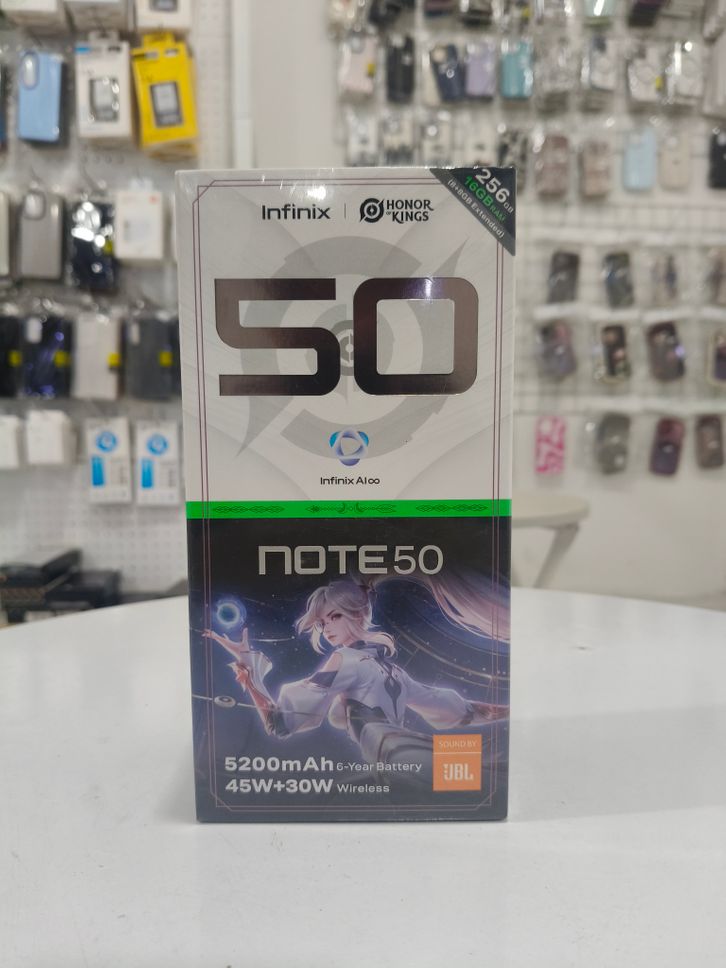 Infinix
HONOR
OF
KINGS
256GB
16GB RAM
(8+8GB Extended)
50
Infinix AI∞
NOTE50
5200mAh 6-Year Battery
45W+30W Wireless
SOUND BY
JBL